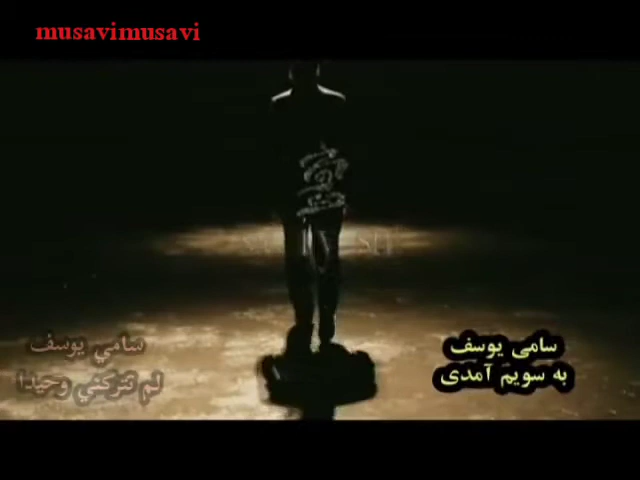 musavimusavi
سامي يوسف
لم تتركني وحيدا
سامی یوسف
به سویم آمدی